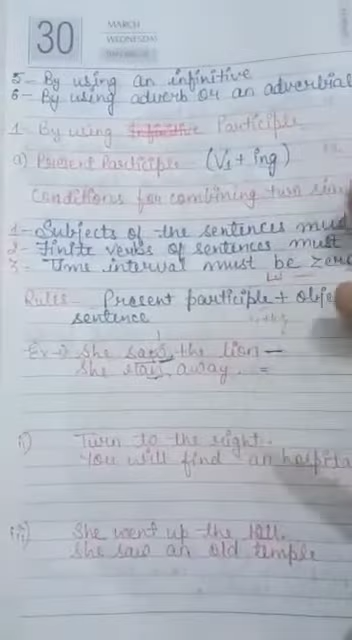 30
MARCH
WEDNESDAY
5- By using an infinitive
6- By using adverb or an adverbial
1- By using Infinitive Participle
a) Present Participle (V1 + ing)
Conditions for combining two sim
1- Subjects of the sentences must
2- Finite verbs of sentences must
3- Time interval must be zero
Rules- Present participle + obje
sentence
Ex-i) She saw the lion
She away.
ii) Turn to the right.
You will find an hospita
iii) She went up the hill.
She saw an old temple